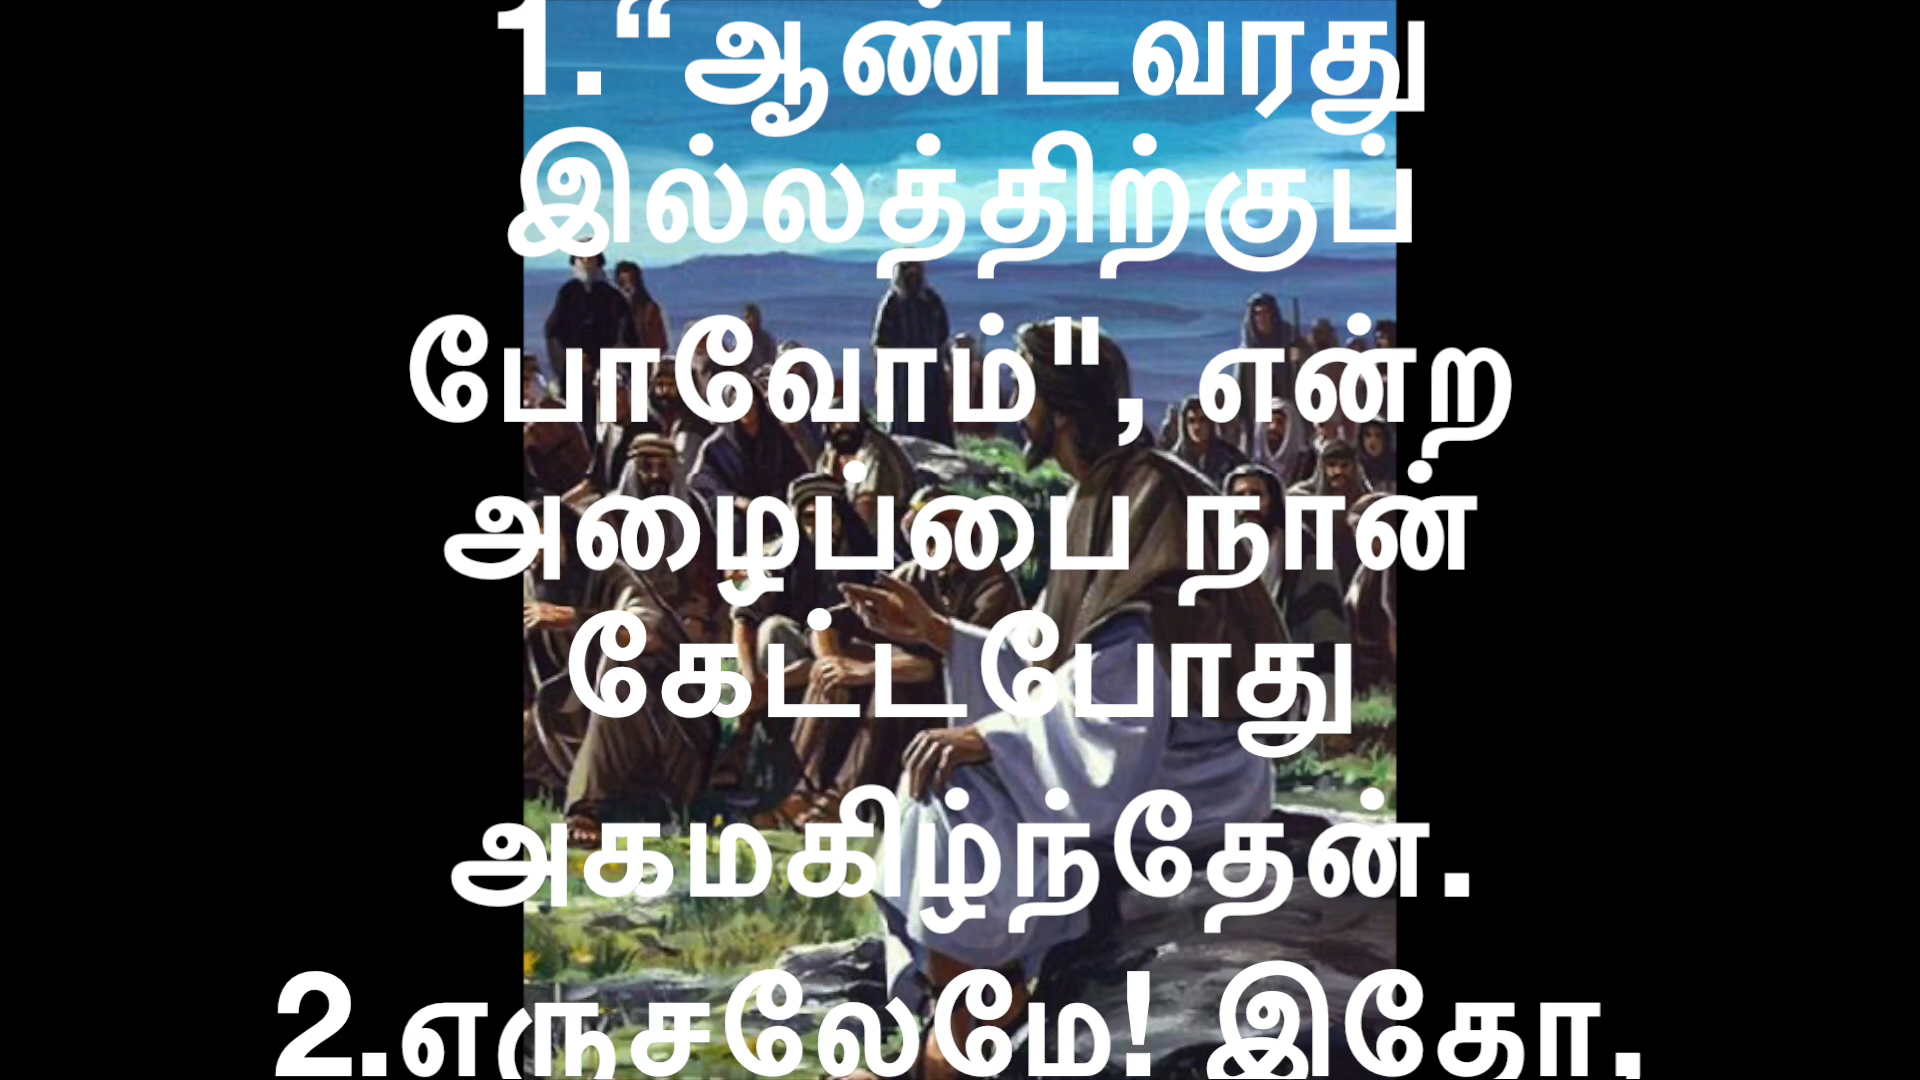 1.“ஆண்டவரது
இல்லத்திற்குப்
போவோம்", என்ற
அழைப்பை நான்
கேட்டபோது
அகமகிழ்ந்தேன்.
2.எருசலேமே! இதோ,